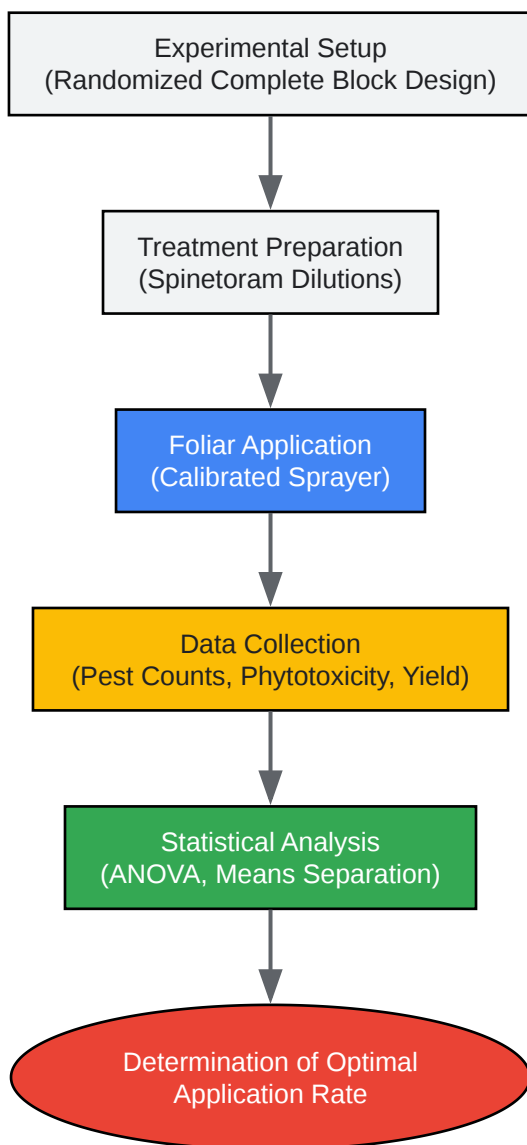 Experimental Setup
(Randomized Complete Block Design)
Treatment Preparation
(Spinetoram Dilutions)
Foliar Application
(Calibrated Sprayer)
Data Collection
(Pest Counts, Phytotoxicity, Yield)
Statistical Analysis
(ANOVA, Means Separation)
Determination of Optimal
Application Rate